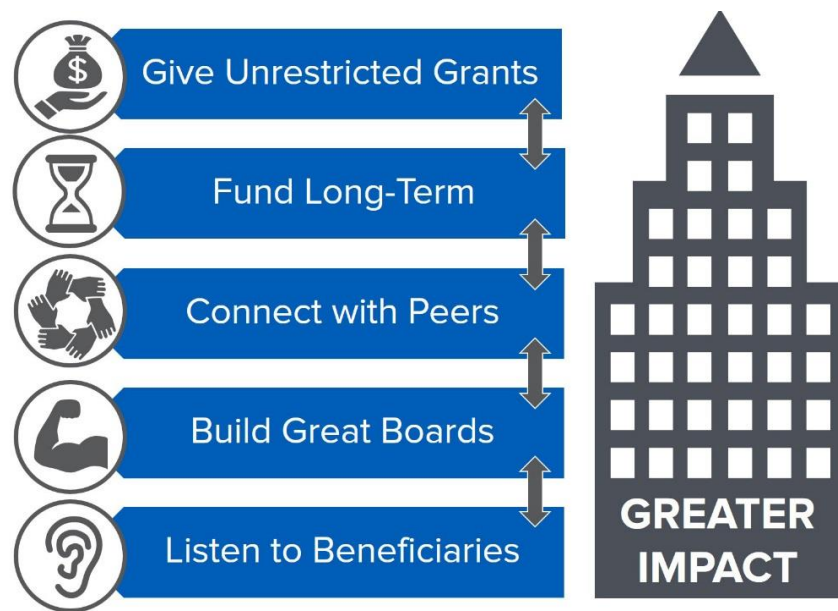 $
Give Unrestricted Grants
Fund Long-Term
Connect with Peers
Build Great Boards
Listen to Beneficiaries
GREATER
IMPACT